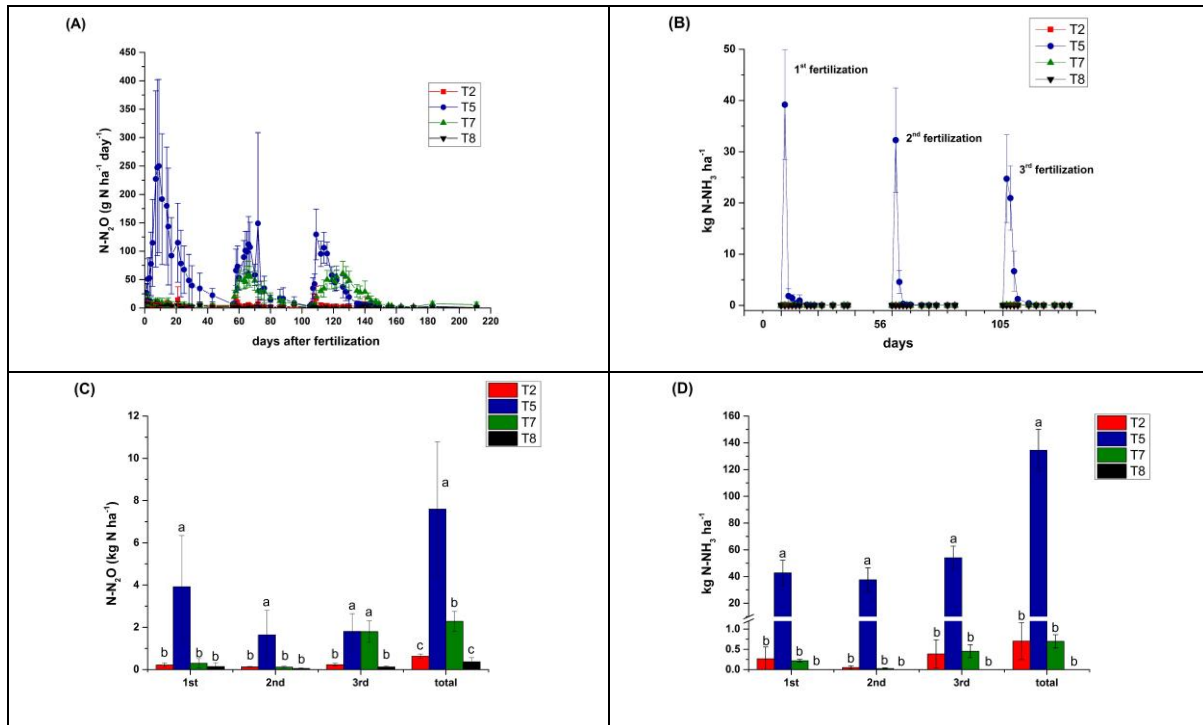 (A)
450
400
350
300
250
200
150
100
50
0
N-N₂O (g N ha⁻¹ day⁻¹)
0 20 40 60 80 100 120 140 160 180 200 220
days after fertilization
T2
T5
T7
T8
(B)
50
40
30
20
10
0
kg N-NH₃ ha⁻¹
1st fertilization
2nd fertilization
3rd fertilization
0 56 105
days
T2
T5
T7
T8
(C)
12
10
8
6
4
2
0
N-N₂O (kg N ha⁻¹)
T2
T5
T7
T8
b a b b
b a b b
b a a b
c a b c
1st 2nd 3rd total
(D)
160
140
120
100
80
60
40
20
1.0
0.5
0.0
kg N-NH₃ ha⁻¹
T2
T5
T7
T8
b a b b
b a b b
b a b b
b a b b
1st 2nd 3rd total